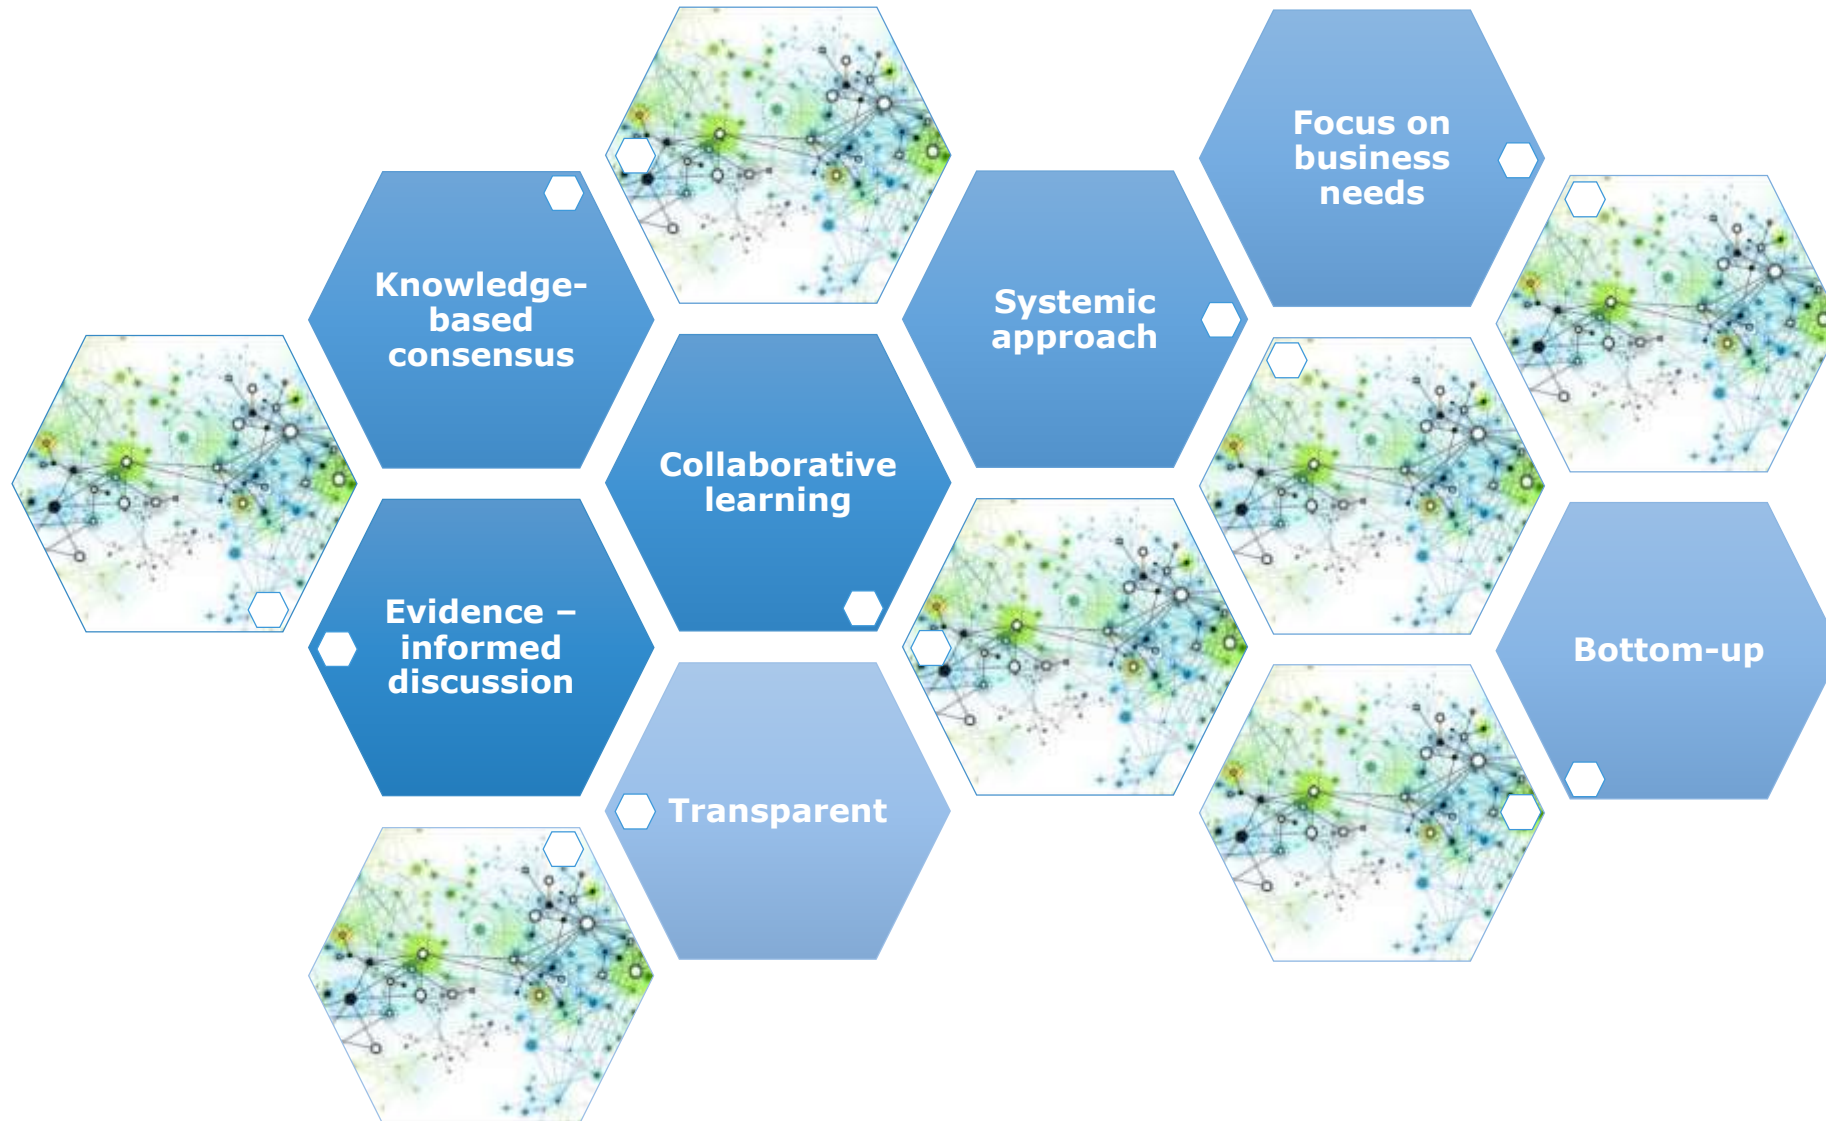 Focus on
business
needs
Knowledge-
based
consensus
Systemic
approach
Collaborative
learning
Evidence –
informed
discussion
Bottom-up
Transparent